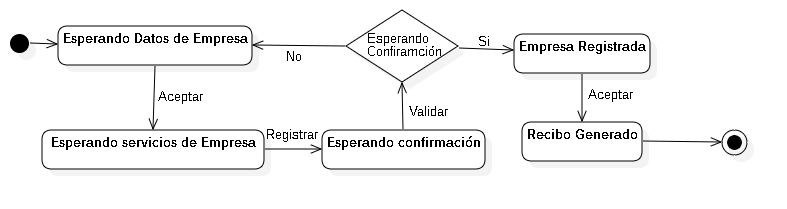 Esperando Datos de Empresa
Esperando
Confiramción
Si
Empresa Registrada
No
Aceptar
Aceptar
Validar
Registrar
Esperando servicios de Empresa
Esperando confirmación
Recibo Generado